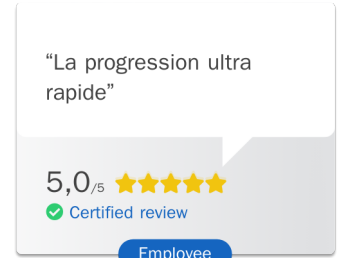 “La progression ultra
rapide”
5,0/5
Certified review
Employee